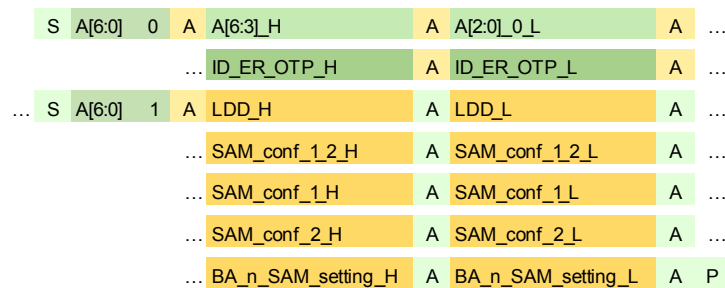 S A[6:0] 0 A A[6:3]_H A A[2:0]_0_L A …
… ID_ER_OTP_H A ID_ER_OTP_L A …
… S A[6:0] 1 A LDD_H A LDD_L A …
… SAM_conf_1_2_H A SAM_conf_1_2_L A …
… SAM_conf_1_H A SAM_conf_1_L A …
… SAM_conf_2_H A SAM_conf_2_L A …
… BA_n_SAM_setting_H A BA_n_SAM_setting_L A P